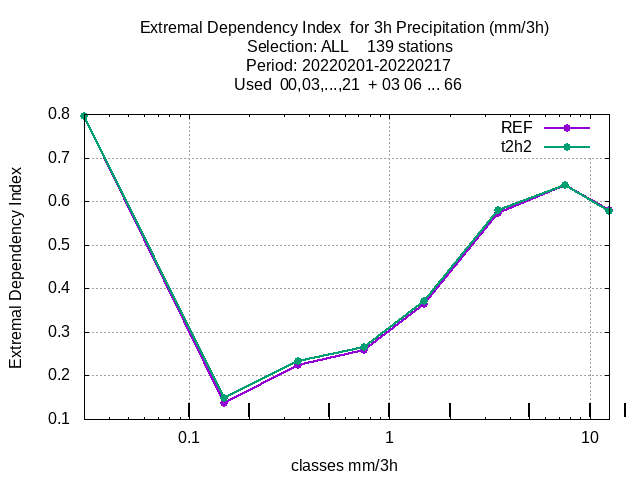 Extremal Dependency Index  for 3h Precipitation (mm/3h)
Selection: ALL    139 stations
Period: 20220201-20220217
Used  00,03,...,21  + 03 06 ... 66
REF
t2h2
0.8
0.7
0.6
0.5
0.4
0.3
0.2
0.1
Extremal Dependency Index
0.1
1
10
classes mm/3h